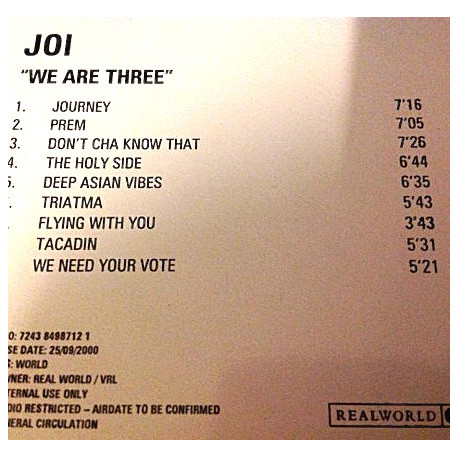 JOI
"WE ARE THREE"
1. JOURNEY 7'16
2. PREM 7'05
3. DON'T CHA KNOW THAT 7'26
4. THE HOLY SIDE 6'44
5. DEEP ASIAN VIBES 6'35
TRIATMA 5'43
FLYING WITH YOU 3'43
TACADIN 5'31
WE NEED YOUR VOTE 5'21
O: 7243 8498712 1
SE DATE: 25/09/2000
S: WORLD
WNER: REAL WORLD / VRL
TERNAL USE ONLY
DIO RESTRICTED – AIRDATE TO BE CONFIRMED
NERAL CIRCULATION
REALWORLD